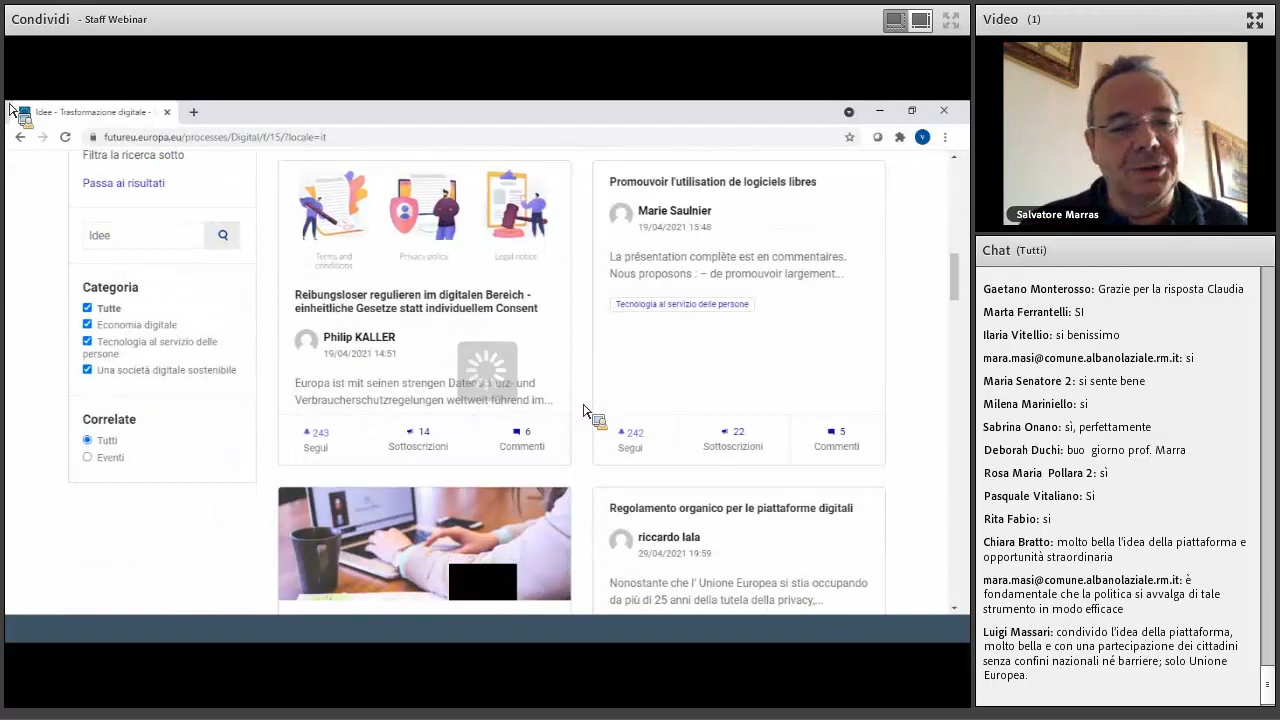 Condividi - Staff Webinar
Idee - Trasformazione digitale -
futureu.europa.eu/processes/Digital/f/15/?locale=it
v
Filtra la ricerca sotto
Passa ai risultati
Idee
Categoria
Tutte
Economia digitale
Tecnologia al servizio delle
persone
Una società digitale sostenibile
Correlate
Tutti
Eventi
Terms and
conditions
Privacy policy
Legal notice
Reibungsloser regulieren im digitalen Bereich -
einheitliche Gesetze statt individuellem Consent
Philip KALLER
19/04/2021 14:51
Europa ist mit seinen strengen Datenschutz- und
Verbraucherschutzregelungen weltweit führend im...
243
Segui
14
Sottoscrizioni
6
Commenti
Promouvoir l'utilisation de logiciels libres
Marie Saulnier
19/04/2021 15:48
La présentation complète est en commentaires.
Nous proposons : – de promouvoir largement...
Tecnologia al servizio delle persone
242
Segui
22
Sottoscrizioni
5
Commenti
Regolamento organico per le piattaforme digitali
riccardo lala
29/04/2021 19:59
Nonostante che l' Unione Europea si stia occupando
da più di 25 anni della tutela della privacy,...
Video (1)
Salvatore Marras
Chat (Tutti)
Gaetano Monterosso: Grazie per la risposta Claudia
Marta Ferrantelli: SI
Ilaria Vitellio: si benissimo
mara.masi@comune.albanolaziale.rm.it: si
Maria Senatore 2: si sente bene
Milena Mariniello: si
Sabrina Onano: sì, perfettamente
Deborah Duchi: buo giorno prof. Marra
Rosa Maria Pollara 2: sì
Pasquale Vitaliano: Si
Rita Fabio: si
Chiara Bratto: molto bella l'idea della piattaforma e
opportunità straordinaria
mara.masi@comune.albanolaziale.rm.it: è
fondamentale che la politica si avvalga di tale
strumento in modo efficace
Luigi Massari: condivido l'idea della piattaforma,
molto bella e con una partecipazione dei cittadini
senza confini nazionali né barriere; solo Unione
Europea.